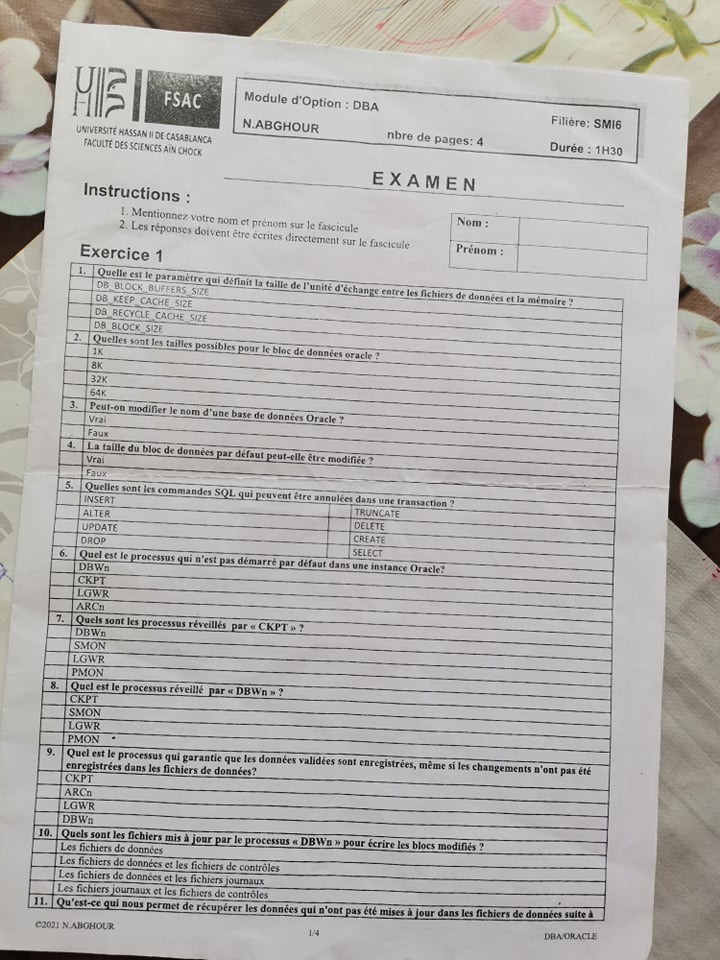 FSAC
UNIVERSITÉ HASSAN II DE CASABLANCA
FACULTÉ DES SCIENCES AÏN CHOCK
Module d'Option : DBA
Filière: SMI6
N.ABGHOUR
nbre de pages: 4
Durée : 1H30
EXAMEN
Instructions :
1. Mentionnez votre nom et prénom sur le fascicule
2. Les réponses doivent être écrites directement sur le fascicule
Nom :
Prénom :
Exercice 1
1. Quelle est le paramètre qui définit la taille de l'unité d'échange entre les fichiers de données et la mémoire ?
DB_BLOCK_BUFFERS_SIZE
DB_KEEP_CACHE_SIZE
DB_RECYCLE_CACHE_SIZE
DB_BLOCK_SIZE
2. Quelles sont les tailles possibles pour le bloc de données oracle ?
1K
8K
32K
64K
3. Peut-on modifier le nom d'une base de données Oracle ?
Vrai
Faux
4. La taille du bloc de données par défaut peut-elle être modifiée ?
Vrai
Faux
5. Quelles sont les commandes SQL qui peuvent être annulées dans une transaction ?
INSERT
TRUNCATE
ALTER
DELETE
UPDATE
CREATE
DROP
SELECT
6. Quel est le processus qui n'est pas démarré par défaut dans une instance Oracle?
DBWn
CKPT
LGWR
ARCn
7. Quels sont les processus réveillés par « CKPT » ?
DBWn
SMON
LGWR
PMON
8. Quel est le processus réveillé par « DBWn » ?
CKPT
SMON
LGWR
PMON
9. Quel est le processus qui garantie que les données validées sont enregistrées, même si les changements n'ont pas été
enregistrées dans les fichiers de données?
CKPT
ARCn
LGWR
DBWn
10. Quels sont les fichiers mis à jour par le processus « DBWn » pour écrire les blocs modifiés ?
Les fichiers de données
Les fichiers de données et les fichiers de contrôles
Les fichiers de données et les fichiers journaux
Les fichiers journaux et les fichiers de contrôles
11. Qu'est-ce qui nous permet de récupérer les données qui n'ont pas été mises à jour dans les fichiers de données suite à
©2021 N.ABGHOUR
1/4
DBA/ORACLE